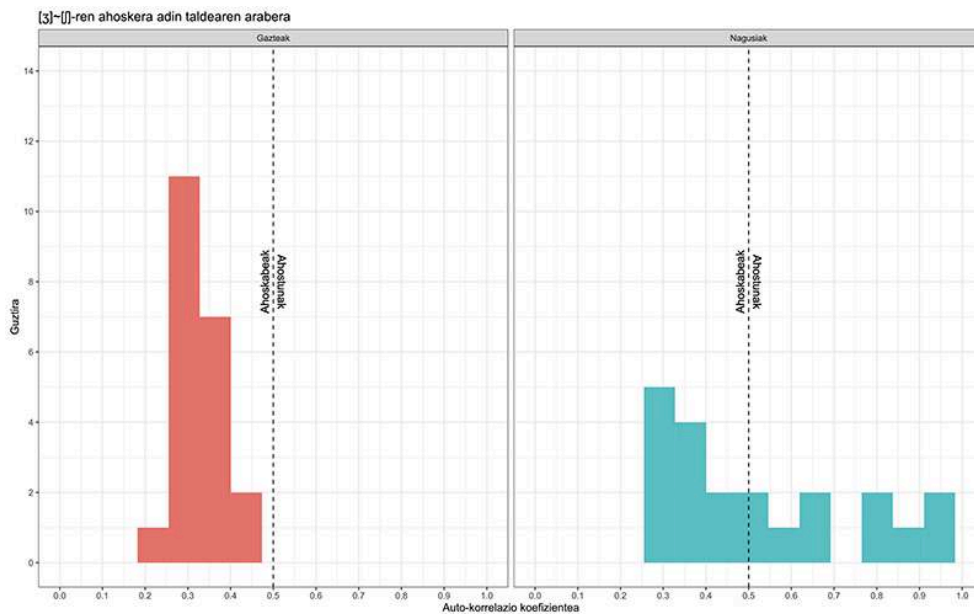 [ʒ]~[ʃ]-ren ahoskera adin taldearen arabera
Gazteak
Nagusiak
Guztira
14
12
10
8
6
4
2
0
Ahoskabeak
Ahostunak
Ahoskabeak
Ahostunak
0.0 0.1 0.2 0.3 0.4 0.5 0.6 0.7 0.8 0.9 1.0
0.0 0.1 0.2 0.3 0.4 0.5 0.6 0.7 0.8 0.9 1.0
Auto-korrelazio koefizientea